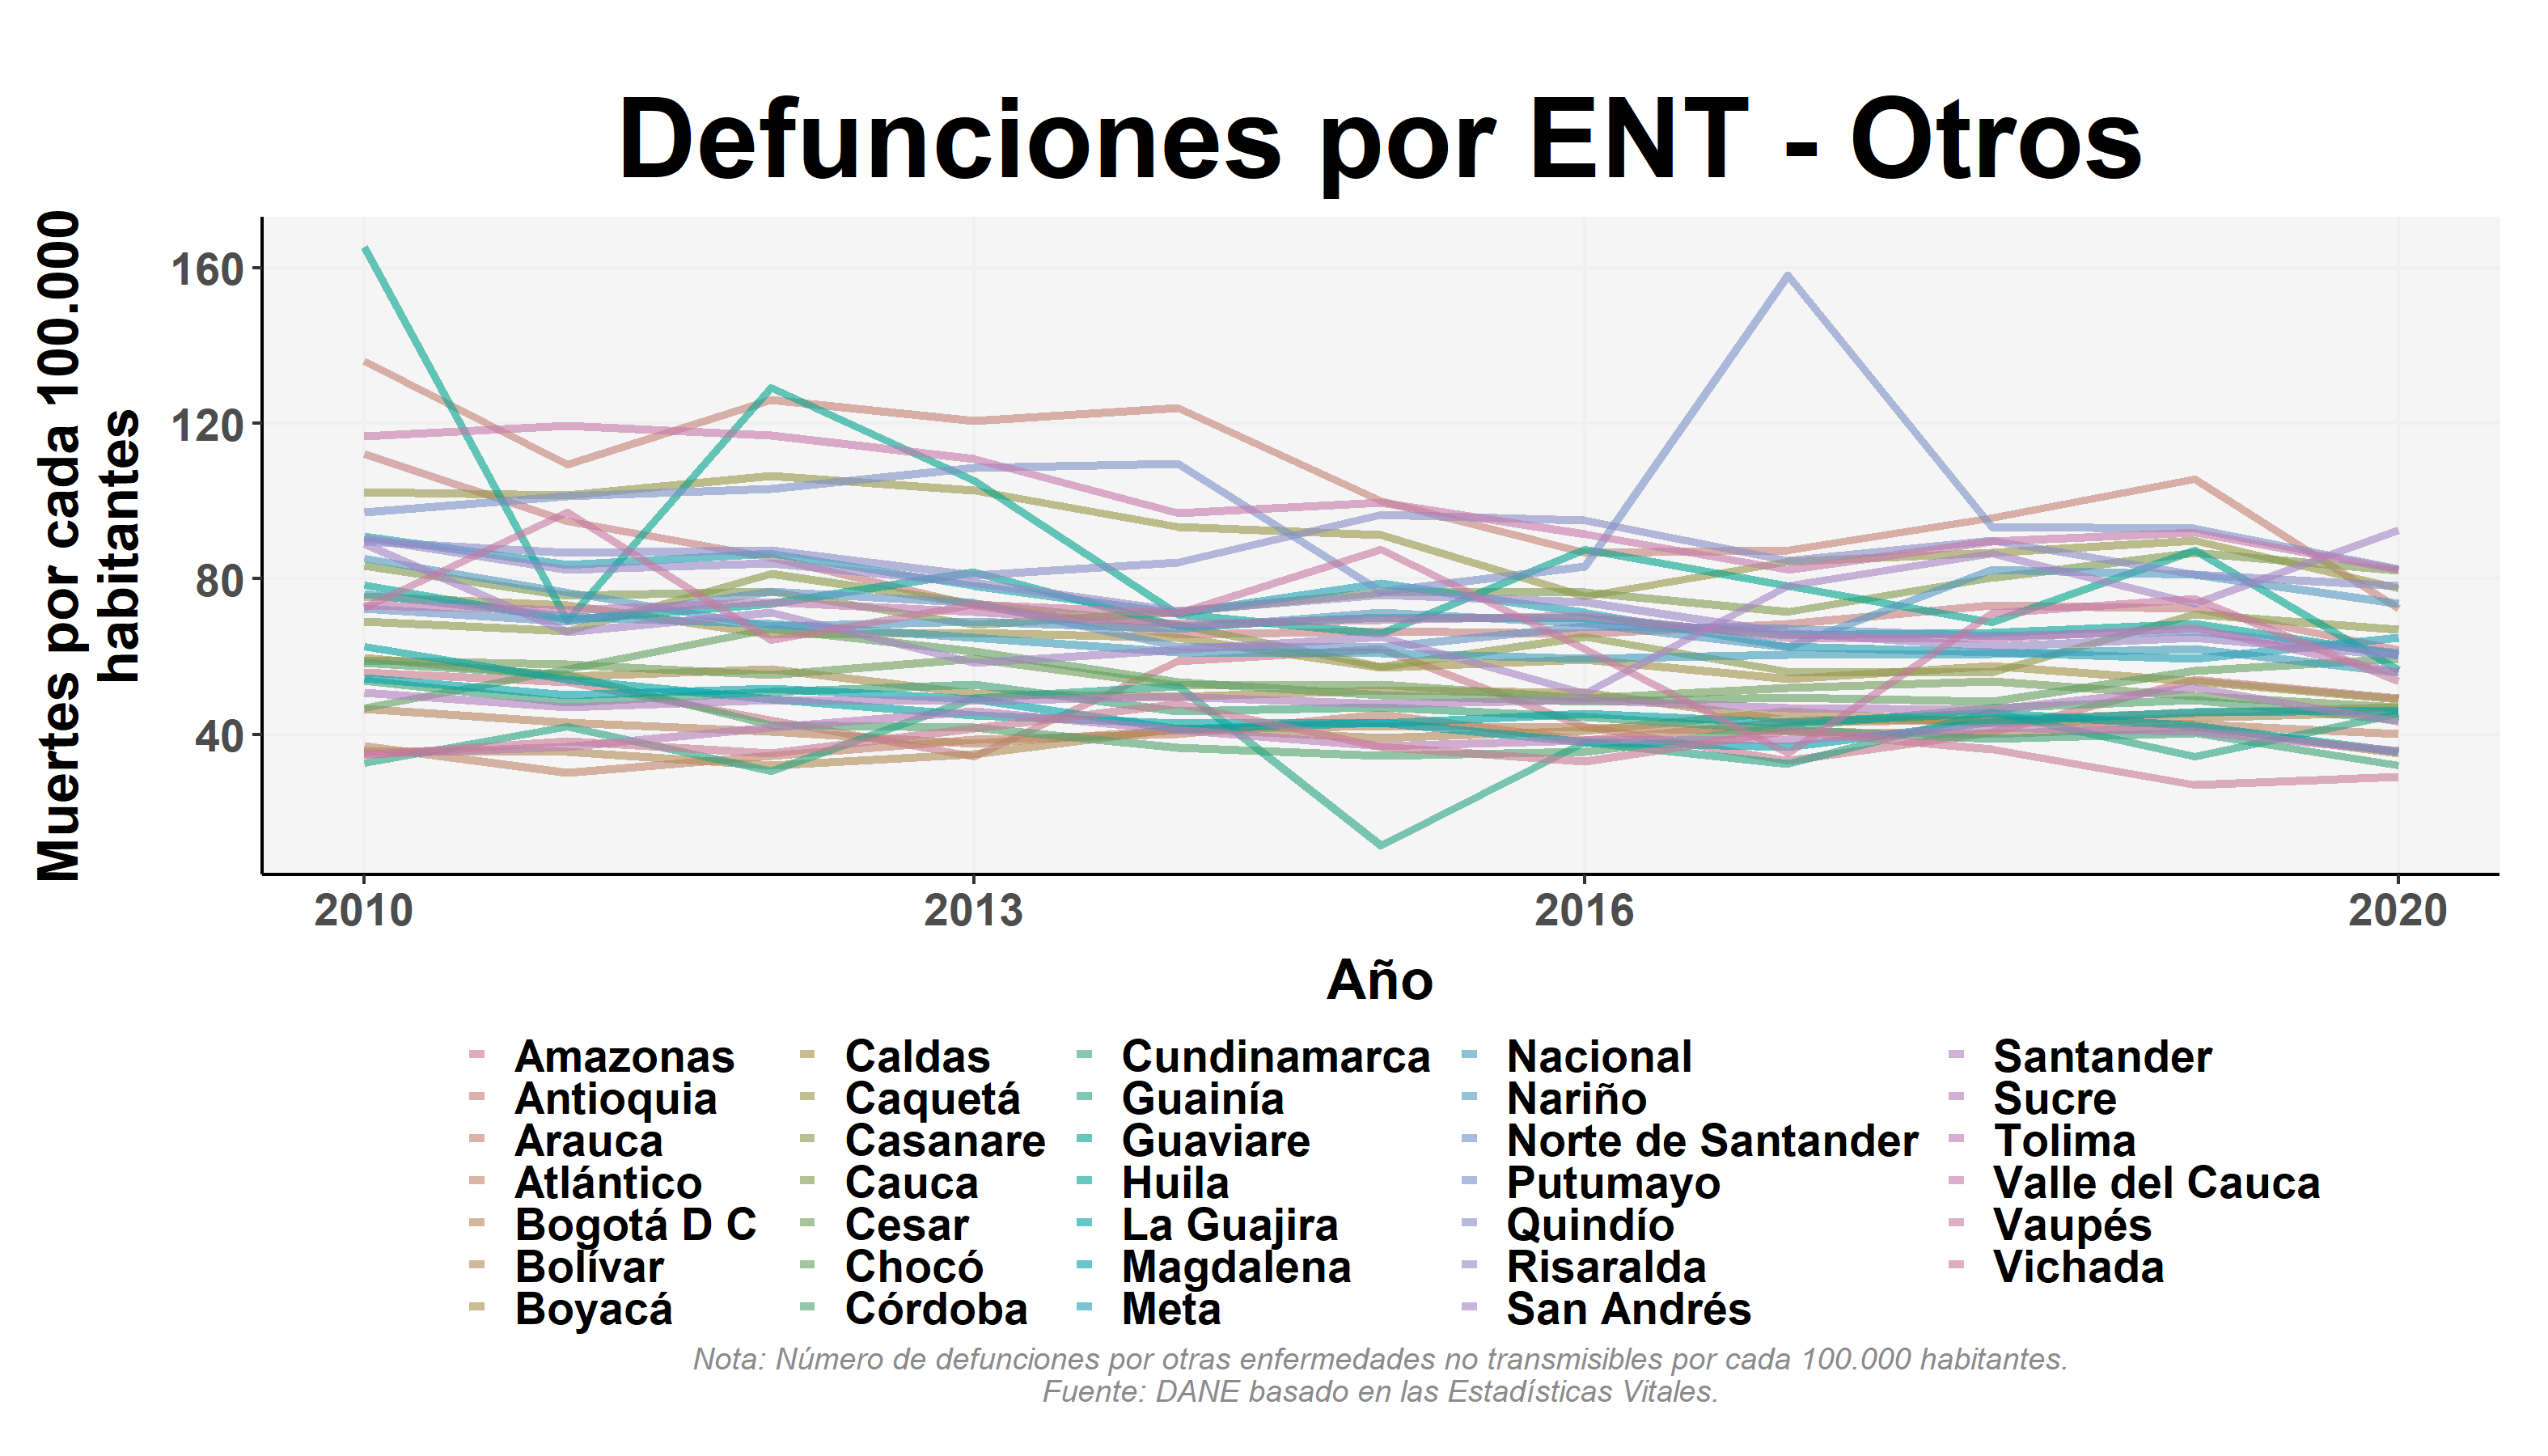 Defunciones por ENT - Otros
Muertes por cada 100.000
habitantes
160
120
80
40
2010
2013
2016
2020
Año
Amazonas
Antioquia
Arauca
Atlántico
Bogotá D C
Bolívar
Boyacá
Caldas
Caquetá
Casanare
Cauca
Cesar
Chocó
Córdoba
Cundinamarca
Guainía
Guaviare
Huila
La Guajira
Magdalena
Meta
Nacional
Nariño
Norte de Santander
Putumayo
Quindío
Risaralda
San Andrés
Santander
Sucre
Tolima
Valle del Cauca
Vaupés
Vichada
Nota: Número de defunciones por otras enfermedades no transmisibles por cada 100.000 habitantes.
Fuente: DANE basado en las Estadísticas Vitales.